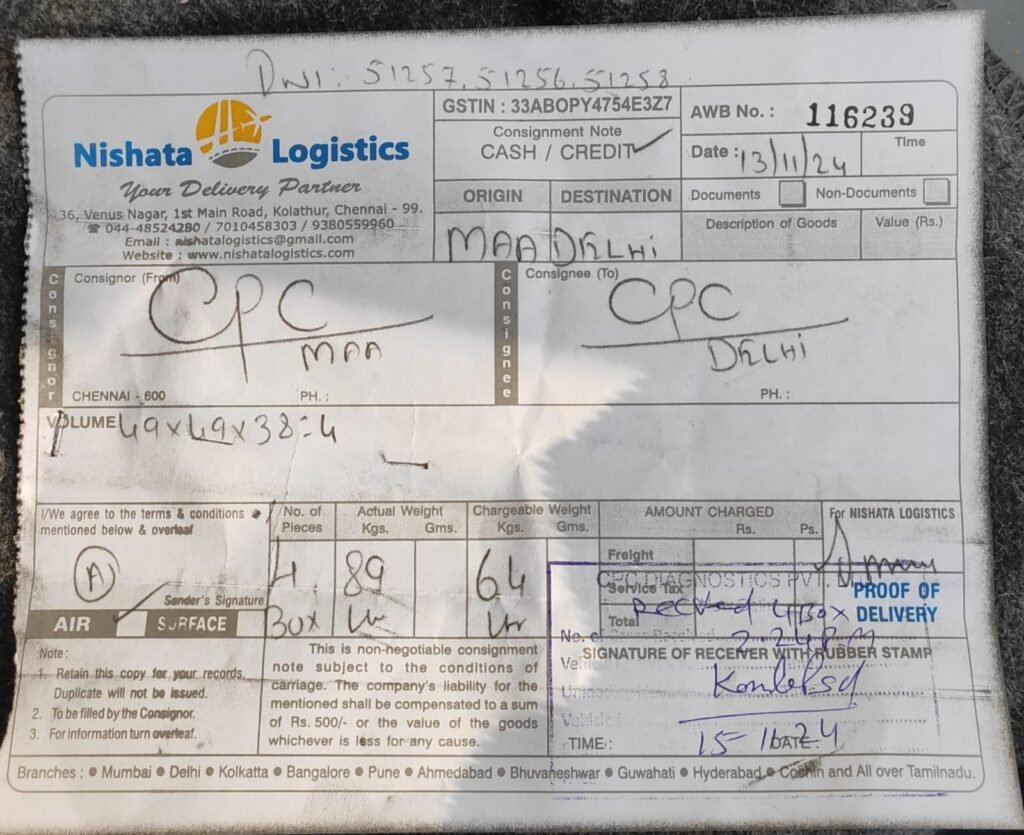 DWI: 51257, 51256, 51258
Nishata Logistics
Your Delivery Partner
36, Venus Nagar, 1st Main Road, Kolathur, Chennai - 99.
☎ 044-48524280 / 7010458303 / 9380559960
Email : nishatalogistics@gmail.com
Website : www.nishatalogistics.com
GSTIN : 33ABOPY4754E3Z7
Consignment Note
CASH / CREDIT ✓
AWB No. : 116239
Date : 13/11/24 Time
ORIGIN DESTINATION
MAA DELHI
Documents Non-Documents
Description of Goods Value (Rs.)
Consignor
Consignor (From)
CPC
MAA
CHENNAI - 600 PH. :
Consignee
Consignee (To)
CPC
DELHI
PH. :
VOLUME 49x49x38=4
I/We agree to the terms & conditions
mentioned below & overleaf
A
Sender's Signature
AIR SURFACE
No. of Pieces
4
Box
Actual Weight
Kgs. Gms.
89
Chargeable Weight
Kgs. Gms.
64
AMOUNT CHARGED
Rs. Ps.
Freight
Service Tax
Total
For NISHATA LOGISTICS
PROOF OF
DELIVERY
CPC DIAGNOSTICS PVT
Recived 4 Box
2.24 PM
No. of
SIGNATURE OF RECEIVER WITH RUBBER STAMP
15-11-24
TIME : DATE:
Note :
1. Retain this copy for your records.
Duplicate will not be issued.
2. To be filled by the Consignor.
3. For information turn overleaf.
This is non-negotiable consignment
note subject to the conditions of
carriage. The company's liability for the
mentioned shall be compensated to a sum
of Rs. 500/- or the value of the goods
whichever is less for any cause.
Branches : ● Mumbai ● Delhi ● Kolkatta ● Bangalore ● Pune ● Ahmedabad ● Bhuvaneshwar ● Guwahati ● Hyderabad ● Cochin and All over Tamilnadu.